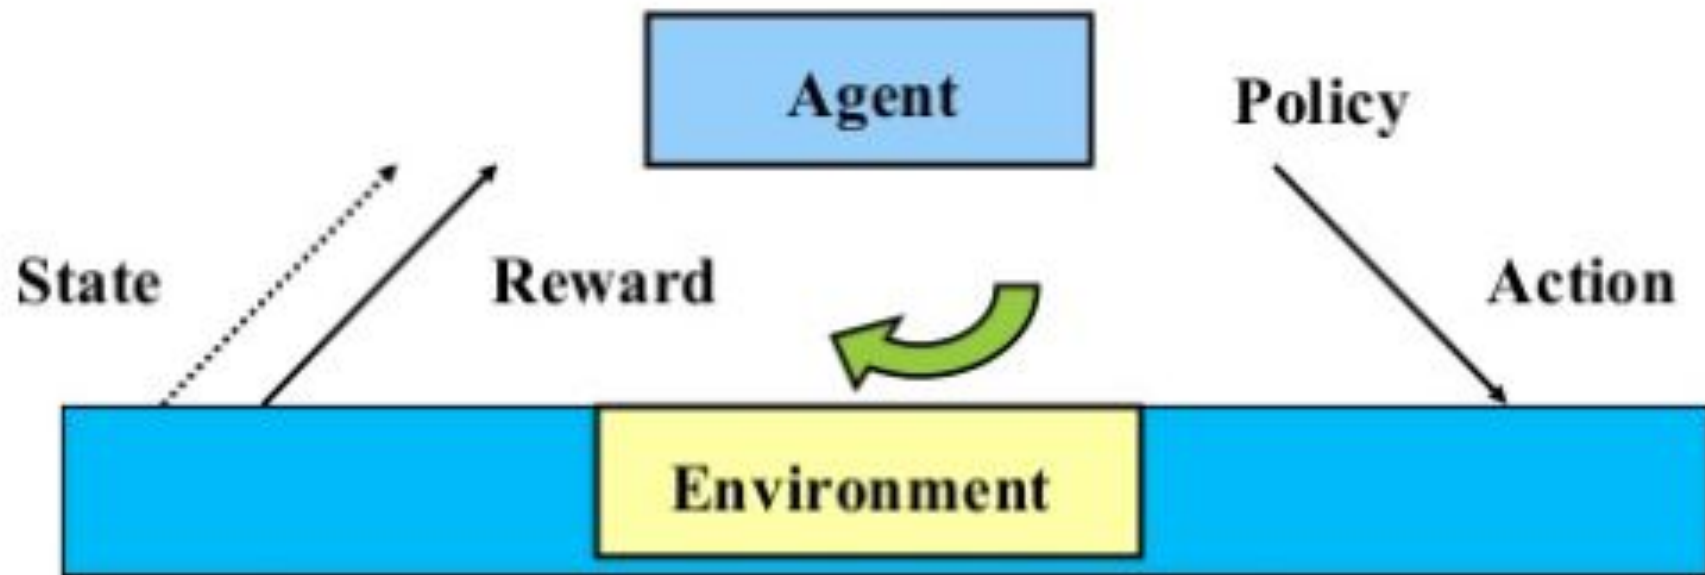 Agent
Policy
State
Reward
Action
Environment